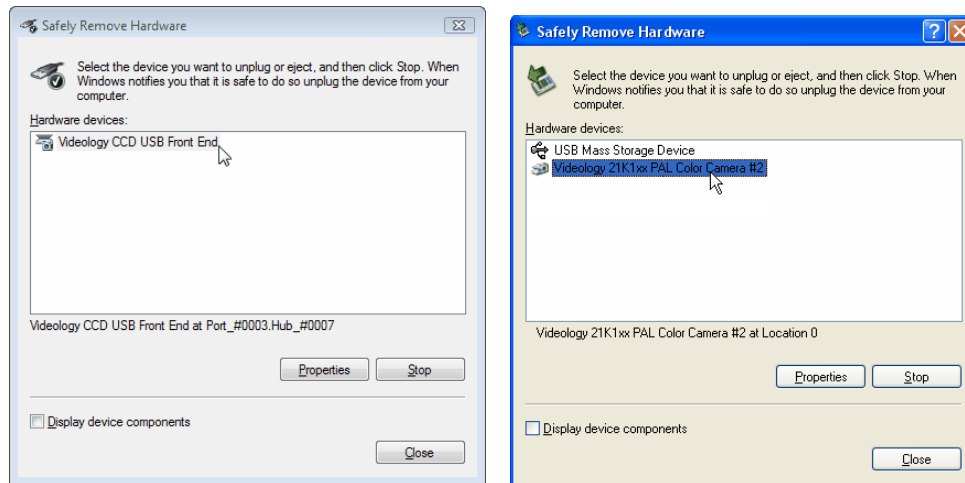 Safely Remove Hardware
Select the device you want to unplug or eject, and then click Stop. When
Windows notifies you that it is safe to do so unplug the device from your
computer.
Hardware devices:
Videology CCD USB Front End
Videology CCD USB Front End at Port_#0003.Hub_#0007
Properties
Stop
Display device components
Close
Safely Remove Hardware
Select the device you want to unplug or eject, and then click Stop. When
Windows notifies you that it is safe to do so unplug the device from your
computer.
Hardware devices:
USB Mass Storage Device
Videology 21K1xx PAL Color Camera #2
Videology 21K1xx PAL Color Camera #2 at Location 0
Properties
Stop
Display device components
Close